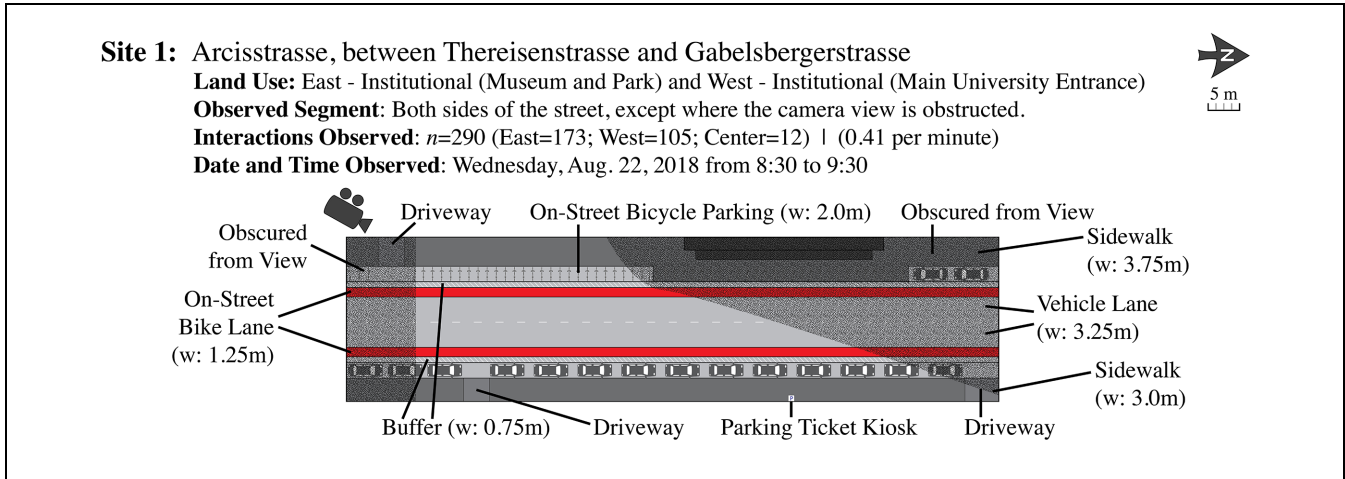 Site 1: Arcisstrasse, between Thereisenstrasse and Gabelsbergerstrasse
Land Use: East - Institutional (Museum and Park) and West - Institutional (Main University Entrance)
Observed Segment: Both sides of the street, except where the camera view is obstructed.
Interactions Observed: n=290 (East=173; West=105; Center=12) | (0.41 per minute)
Date and Time Observed: Wednesday, Aug. 22, 2018 from 8:30 to 9:30
N
5 m
Driveway
On-Street Bicycle Parking (w: 2.0m)
Obscured from View
Obscured
from View
Sidewalk
(w: 3.75m)
On-Street
Bike Lane
(w: 1.25m)
Vehicle Lane
(w: 3.25m)
Sidewalk
(w: 3.0m)
P
Buffer (w: 0.75m)
Driveway
Parking Ticket Kiosk
Driveway